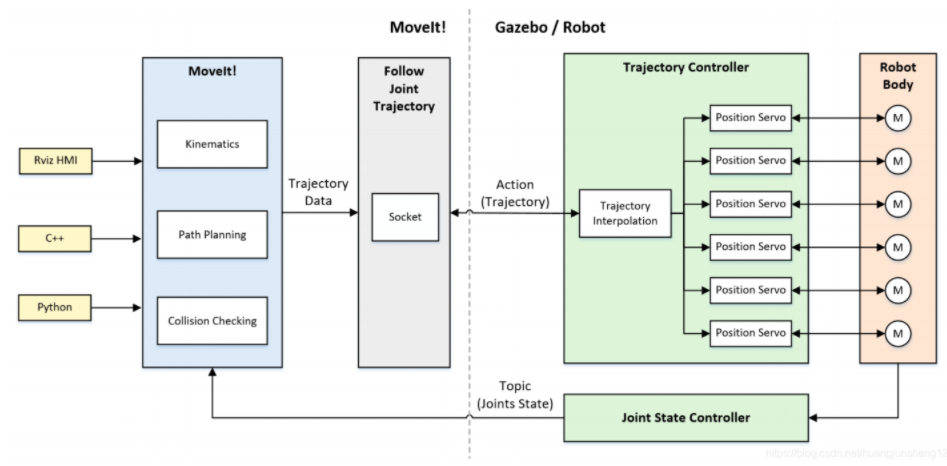 MoveIt!
Gazebo / Robot
MoveIt!
Kinematics
Path Planning
Collision Checking
Rviz HMI
C++
Python
Trajectory
Data
Follow
Joint
Trajectory
Socket
Action
(Trajectory)
Trajectory Controller
Trajectory
Interpolation
Position Servo
Position Servo
Position Servo
Position Servo
Position Servo
Position Servo
Robot
Body
M
M
M
M
M
M
Topic
(Joints State)
Joint State Controller
https://blog.csdn.net/huangjunsheng12